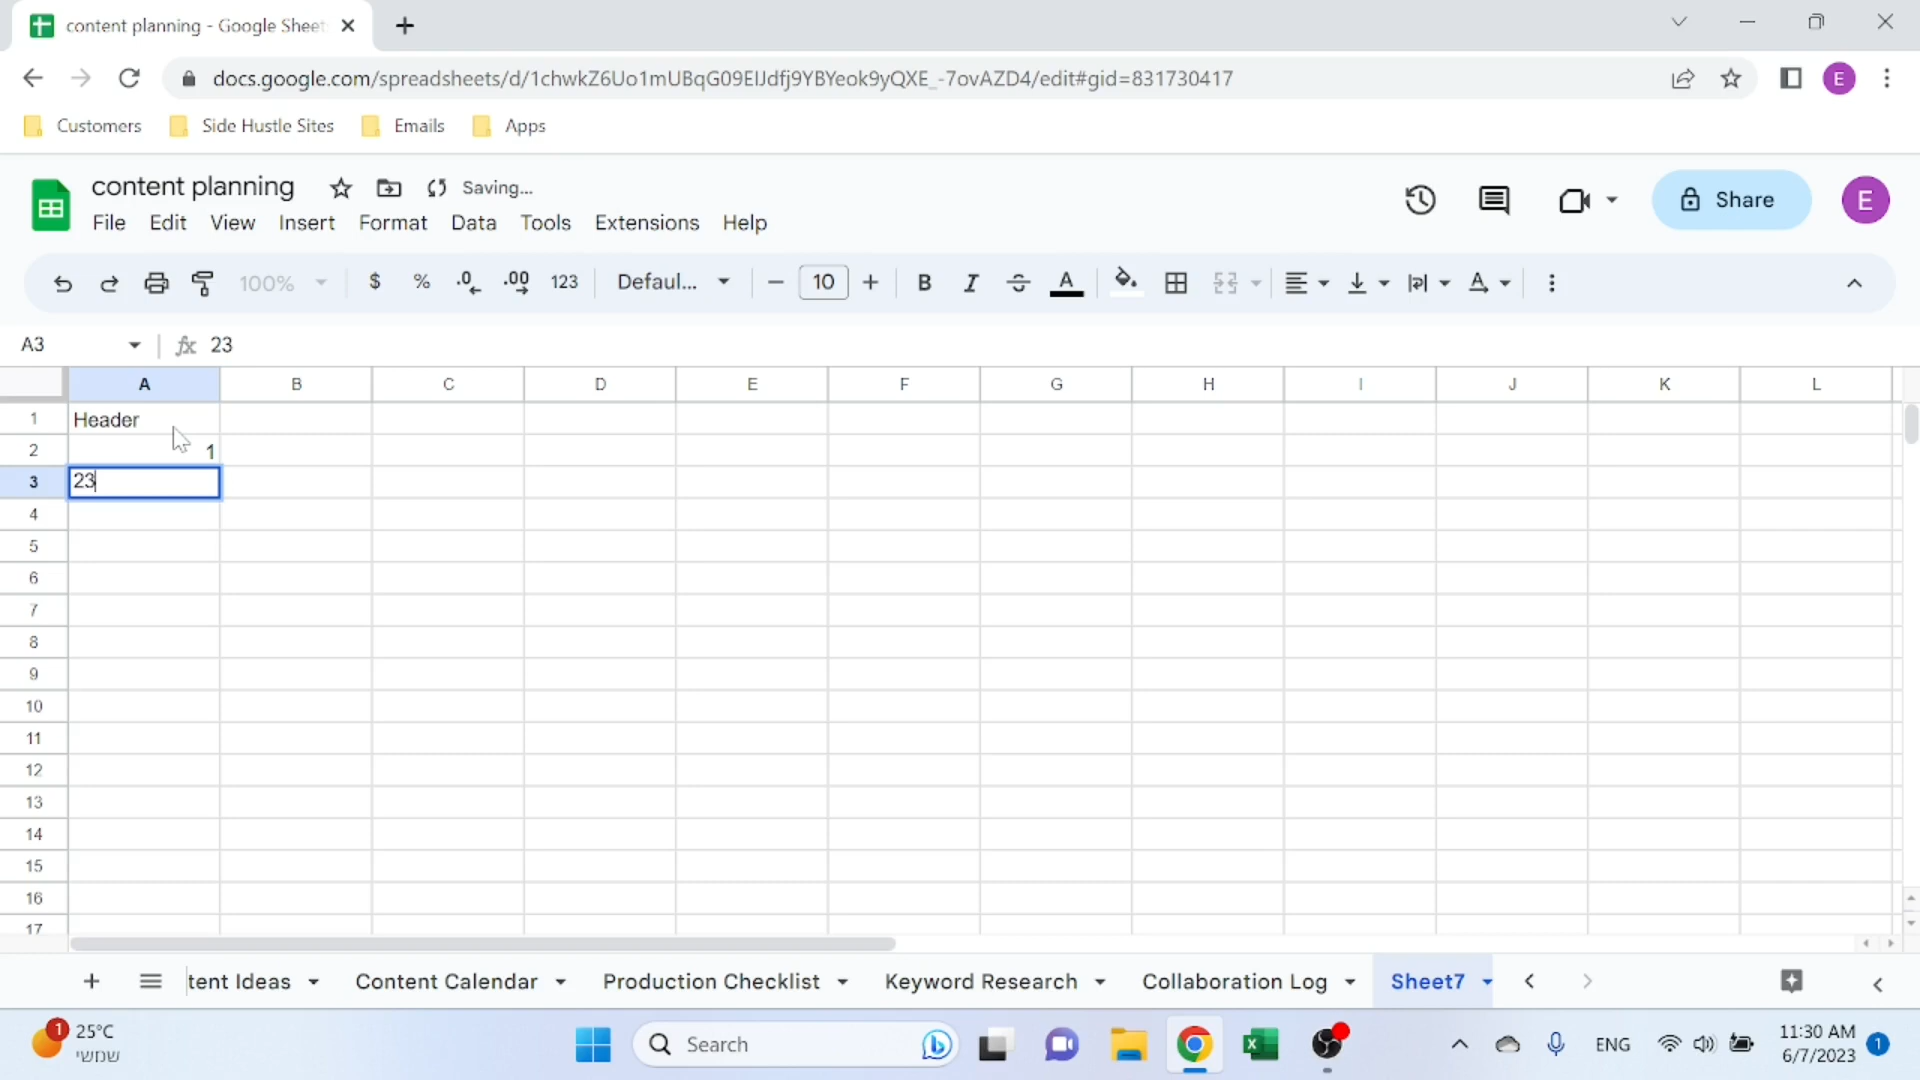 content planning - Google Sheet
docs.google.com/spreadsheets/d/1chwkZ6Uo1mUBqG09EIJdfj9YBYeok9yQXE_-7ovAZD4/edit#gid=831730417
E
Customers
Side Hustle Sites
Emails
Apps
content planning
Saving...
File
Edit
View
Insert
Format
Data
Tools
Extensions
Help
Share
E
100%
$
%
.0
.00
123
Defaul...
10
B
I
S
A
A
A3
fx
23
A
B
C
D
E
F
G
H
I
J
K
L
1
Header
2
1
3
23
4
5
6
7
8
9
10
11
12
13
14
15
16
17
tent Ideas
Content Calendar
Production Checklist
Keyword Research
Collaboration Log
Sheet7
1
25°C
שמשי
Search
ENG
11:30 AM
6/7/2023
1